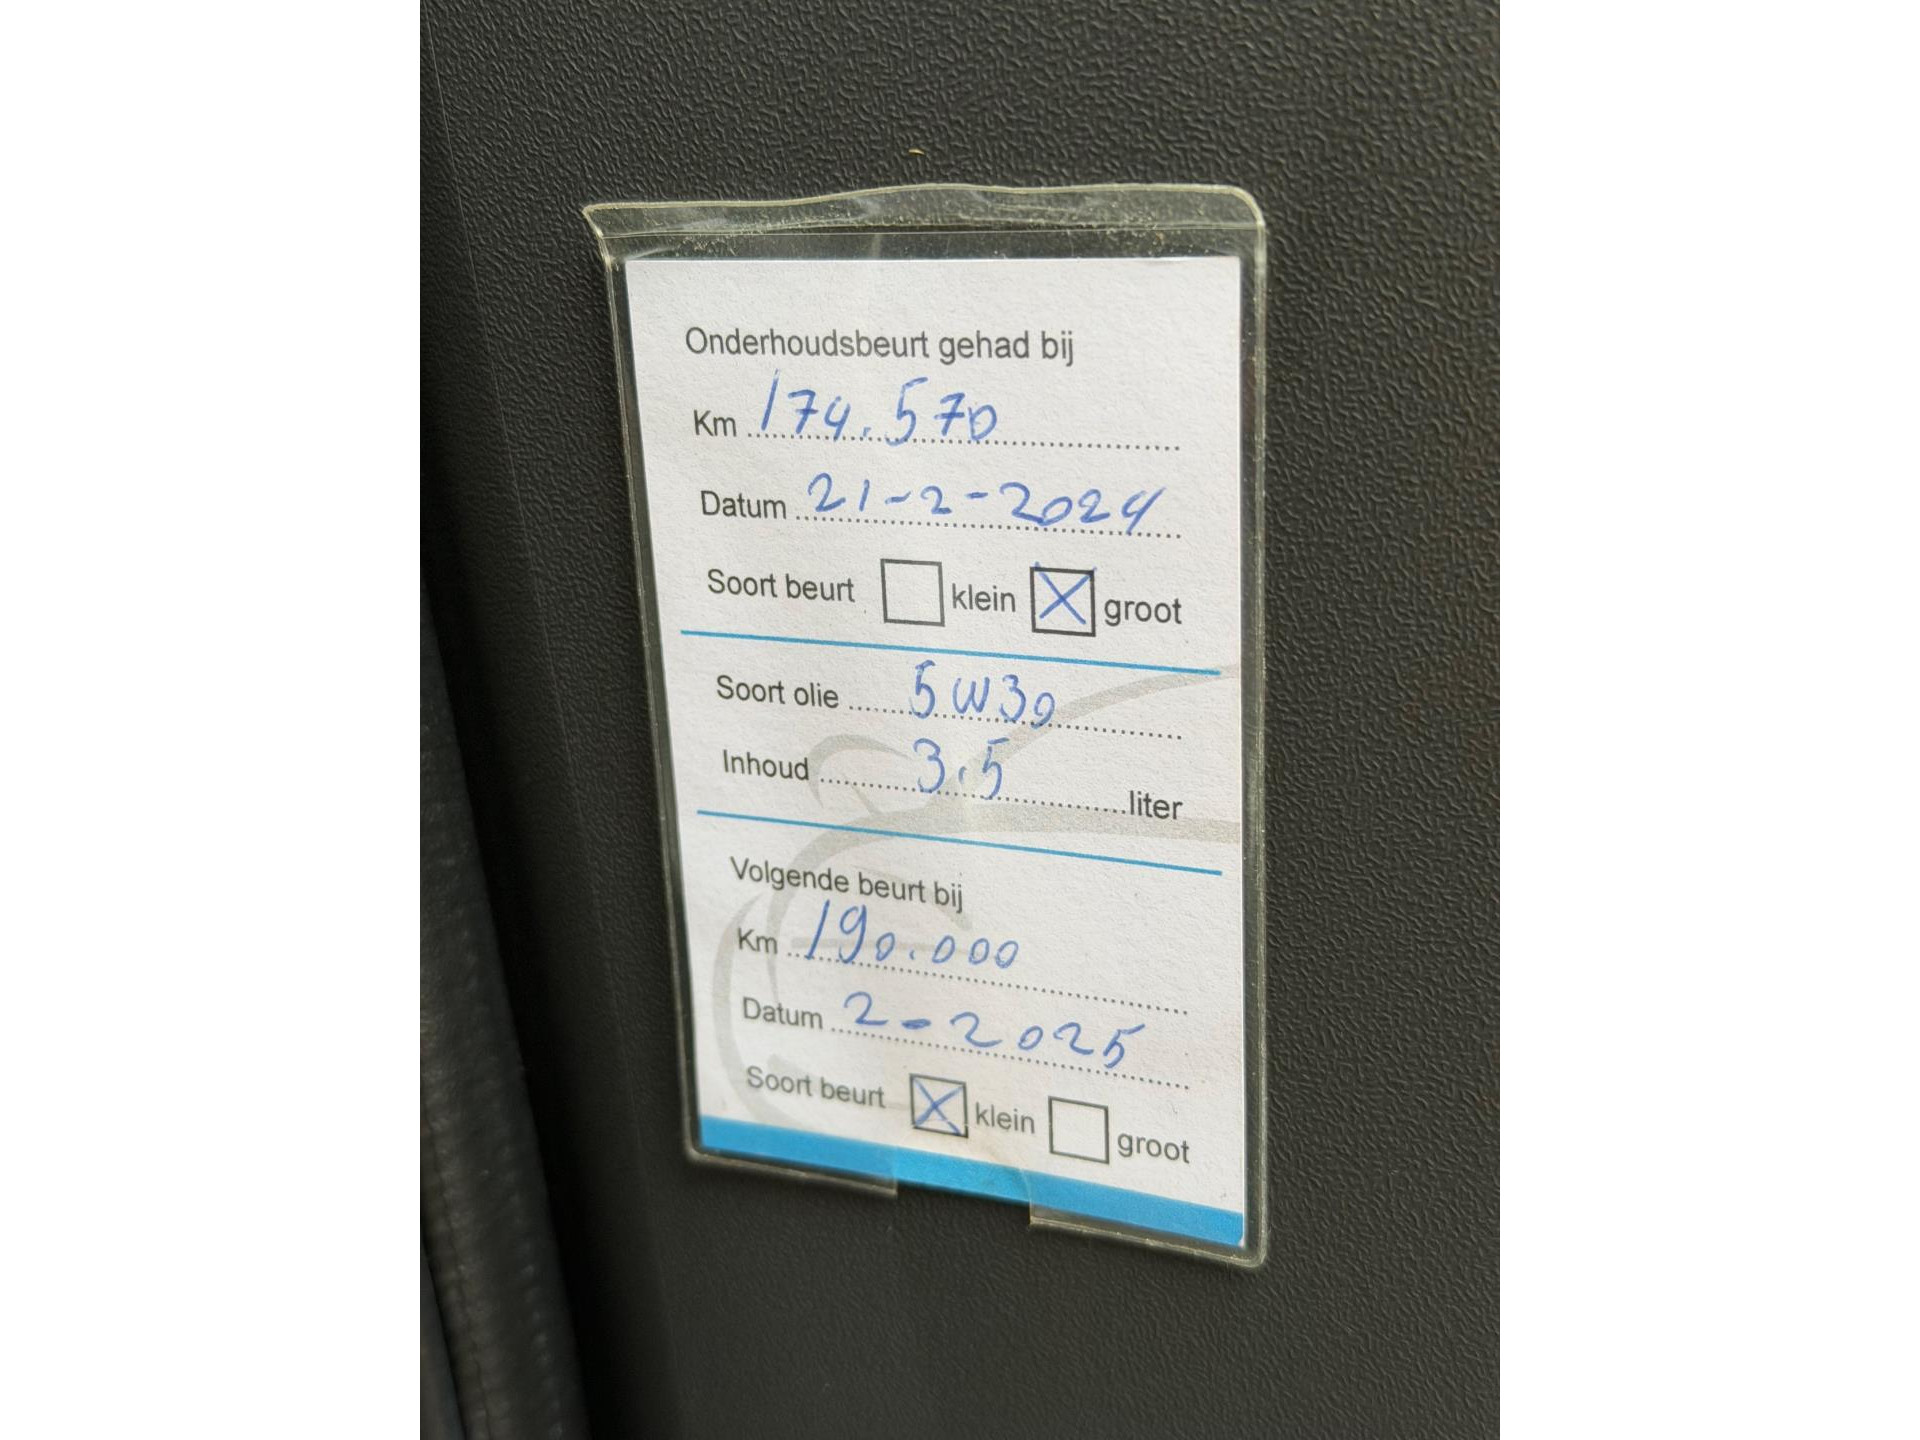 Onderhoudsbeurt gehad bij
Km 174.570
Datum 21-2-2024
Soort beurt klein groot
Soort olie 5W30
Inhoud 3.5 liter
Volgende beurt bij
Km 190.000
Datum 2-2025
Soort beurt klein groot